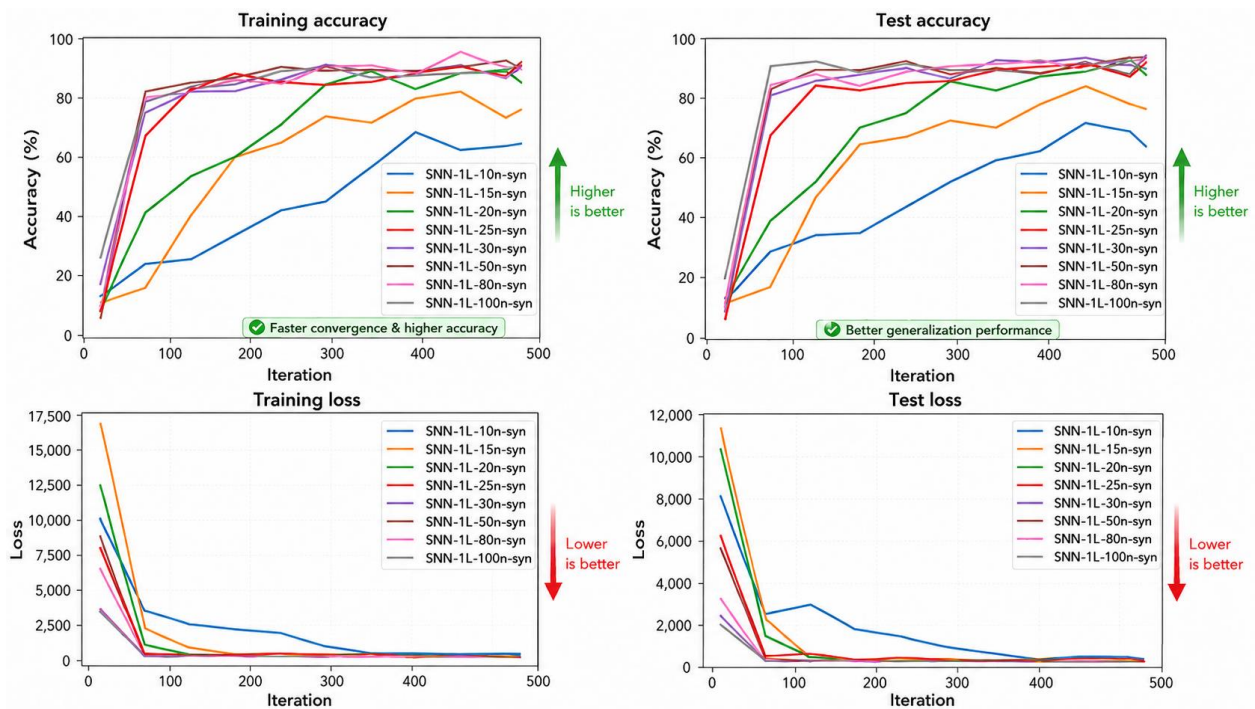 Training accuracy
Accuracy (%)
100
80
60
40
20
0
0 100 200 300 400 500
Iteration
SNN-1L-10n-syn
SNN-1L-15n-syn
SNN-1L-20n-syn
SNN-1L-25n-syn
SNN-1L-30n-syn
SNN-1L-50n-syn
SNN-1L-80n-syn
SNN-1L-100n-syn
Faster convergence & higher accuracy
Higher
is better
Test accuracy
Accuracy (%)
100
80
60
40
20
0
0 100 200 300 400 500
Iteration
SNN-1L-10n-syn
SNN-1L-15n-syn
SNN-1L-20n-syn
SNN-1L-25n-syn
SNN-1L-30n-syn
SNN-1L-50n-syn
SNN-1L-80n-syn
SNN-1L-100n-syn
Better generalization performance
Higher
is better
Training loss
Loss
17,500
15,000
12,500
10,000
7,500
5,000
2,500
0
0 100 200 300 400 500
Iteration
SNN-1L-10n-syn
SNN-1L-15n-syn
SNN-1L-20n-syn
SNN-1L-25n-syn
SNN-1L-30n-syn
SNN-1L-50n-syn
SNN-1L-80n-syn
SNN-1L-100n-syn
Lower
is better
Test loss
Loss
12,000
10,000
8,000
6,000
4,000
2,000
0
0 100 200 300 400 500
Iteration
SNN-1L-10n-syn
SNN-1L-15n-syn
SNN-1L-20n-syn
SNN-1L-25n-syn
SNN-1L-30n-syn
SNN-1L-50n-syn
SNN-1L-80n-syn
SNN-1L-100n-syn
Lower
is better